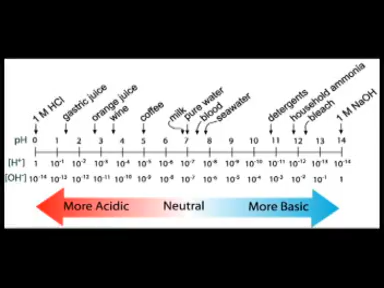 1 M HCl
gastric juice
orange juice
wine
coffee
milk
pure water
blood
seawater
detergents
household ammonia
bleach
1 M NaOH
pH 0 1 2 3 4 5 6 7 8 9 10 11 12 13 14
[H⁺] 1 10⁻¹ 10⁻² 10⁻³ 10⁻⁴ 10⁻⁵ 10⁻⁶ 10⁻⁷ 10⁻⁸ 10⁻⁹ 10⁻¹⁰ 10⁻¹¹ 10⁻¹² 10⁻¹³ 10⁻¹⁴
[OH⁻] 10⁻¹⁴ 10⁻¹³ 10⁻¹² 10⁻¹¹ 10⁻¹⁰ 10⁻⁹ 10⁻⁸ 10⁻⁷ 10⁻⁶ 10⁻⁵ 10⁻⁴ 10⁻³ 10⁻² 10⁻¹ 1
More Acidic Neutral More Basic